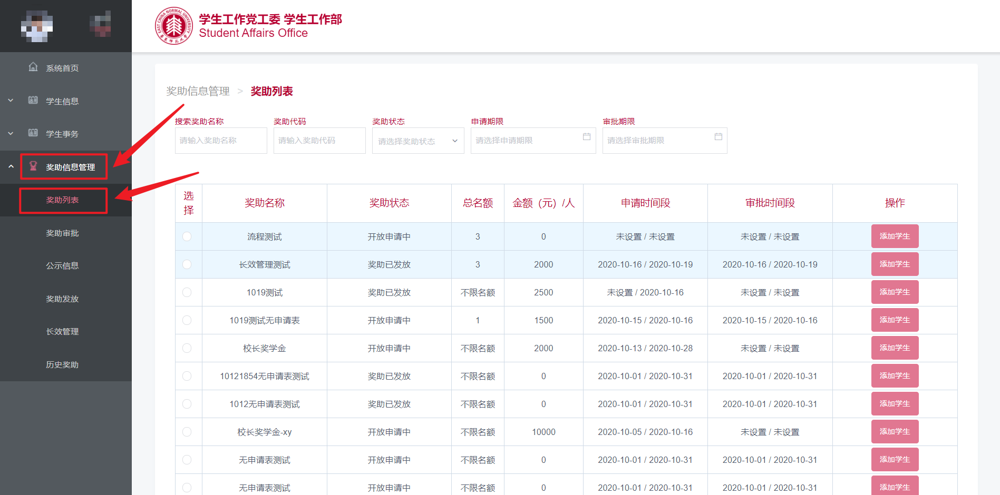 学生工作党工委 学生工作部
Student Affairs Office
EAST CHINA NORMAL UNIVERSITY
华东师范大学
系统首页
学生信息
学生事务
奖助信息管理
奖助列表
奖助审批
公示信息
奖助发放
长效管理
历史奖助
奖助信息管理 > 奖助列表
搜索奖助名称 奖助代码 奖助状态 申请期限 审批期限
请输入奖助名称 请输入奖助代码 请选择奖助状态 请选择申请期限 请选择审批期限
选择 奖助名称 奖助状态 总名额 金额（元）/人 申请时间段 审批时间段 操作
流程测试 开放申请中 3 0 未设置 / 未设置 未设置 / 未设置 添加学生
长效管理测试 奖助已发放 3 2000 2020-10-16 / 2020-10-19 2020-10-16 / 2020-10-19 添加学生
1019测试 奖助已发放 不限名额 2500 未设置 / 2020-10-16 未设置 / 未设置 添加学生
1019测试无申请表 开放申请中 1 1500 2020-10-15 / 2020-10-16 2020-10-15 / 2020-10-16 添加学生
校长奖学金 开放申请中 不限名额 2000 2020-10-13 / 2020-10-28 未设置 / 未设置 添加学生
10121854无申请表测试 奖助已发放 不限名额 0 2020-10-01 / 2020-10-31 2020-10-01 / 2020-10-31 添加学生
1012无申请表测试 奖助已发放 不限名额 0 2020-10-01 / 2020-10-31 2020-10-01 / 2020-10-31 添加学生
校长奖学金-xy 开放申请中 不限名额 10000 2020-10-05 / 2020-10-16 未设置 / 未设置 添加学生
无申请表测试 开放申请中 不限名额 0 2020-10-01 / 2020-10-31 2020-10-01 / 2020-10-31 添加学生
无申请表测试 开放申请中 不限名额 0 2020-10-01 / 2020-10-31 2020-10-01 / 2020-10-31 添加学生